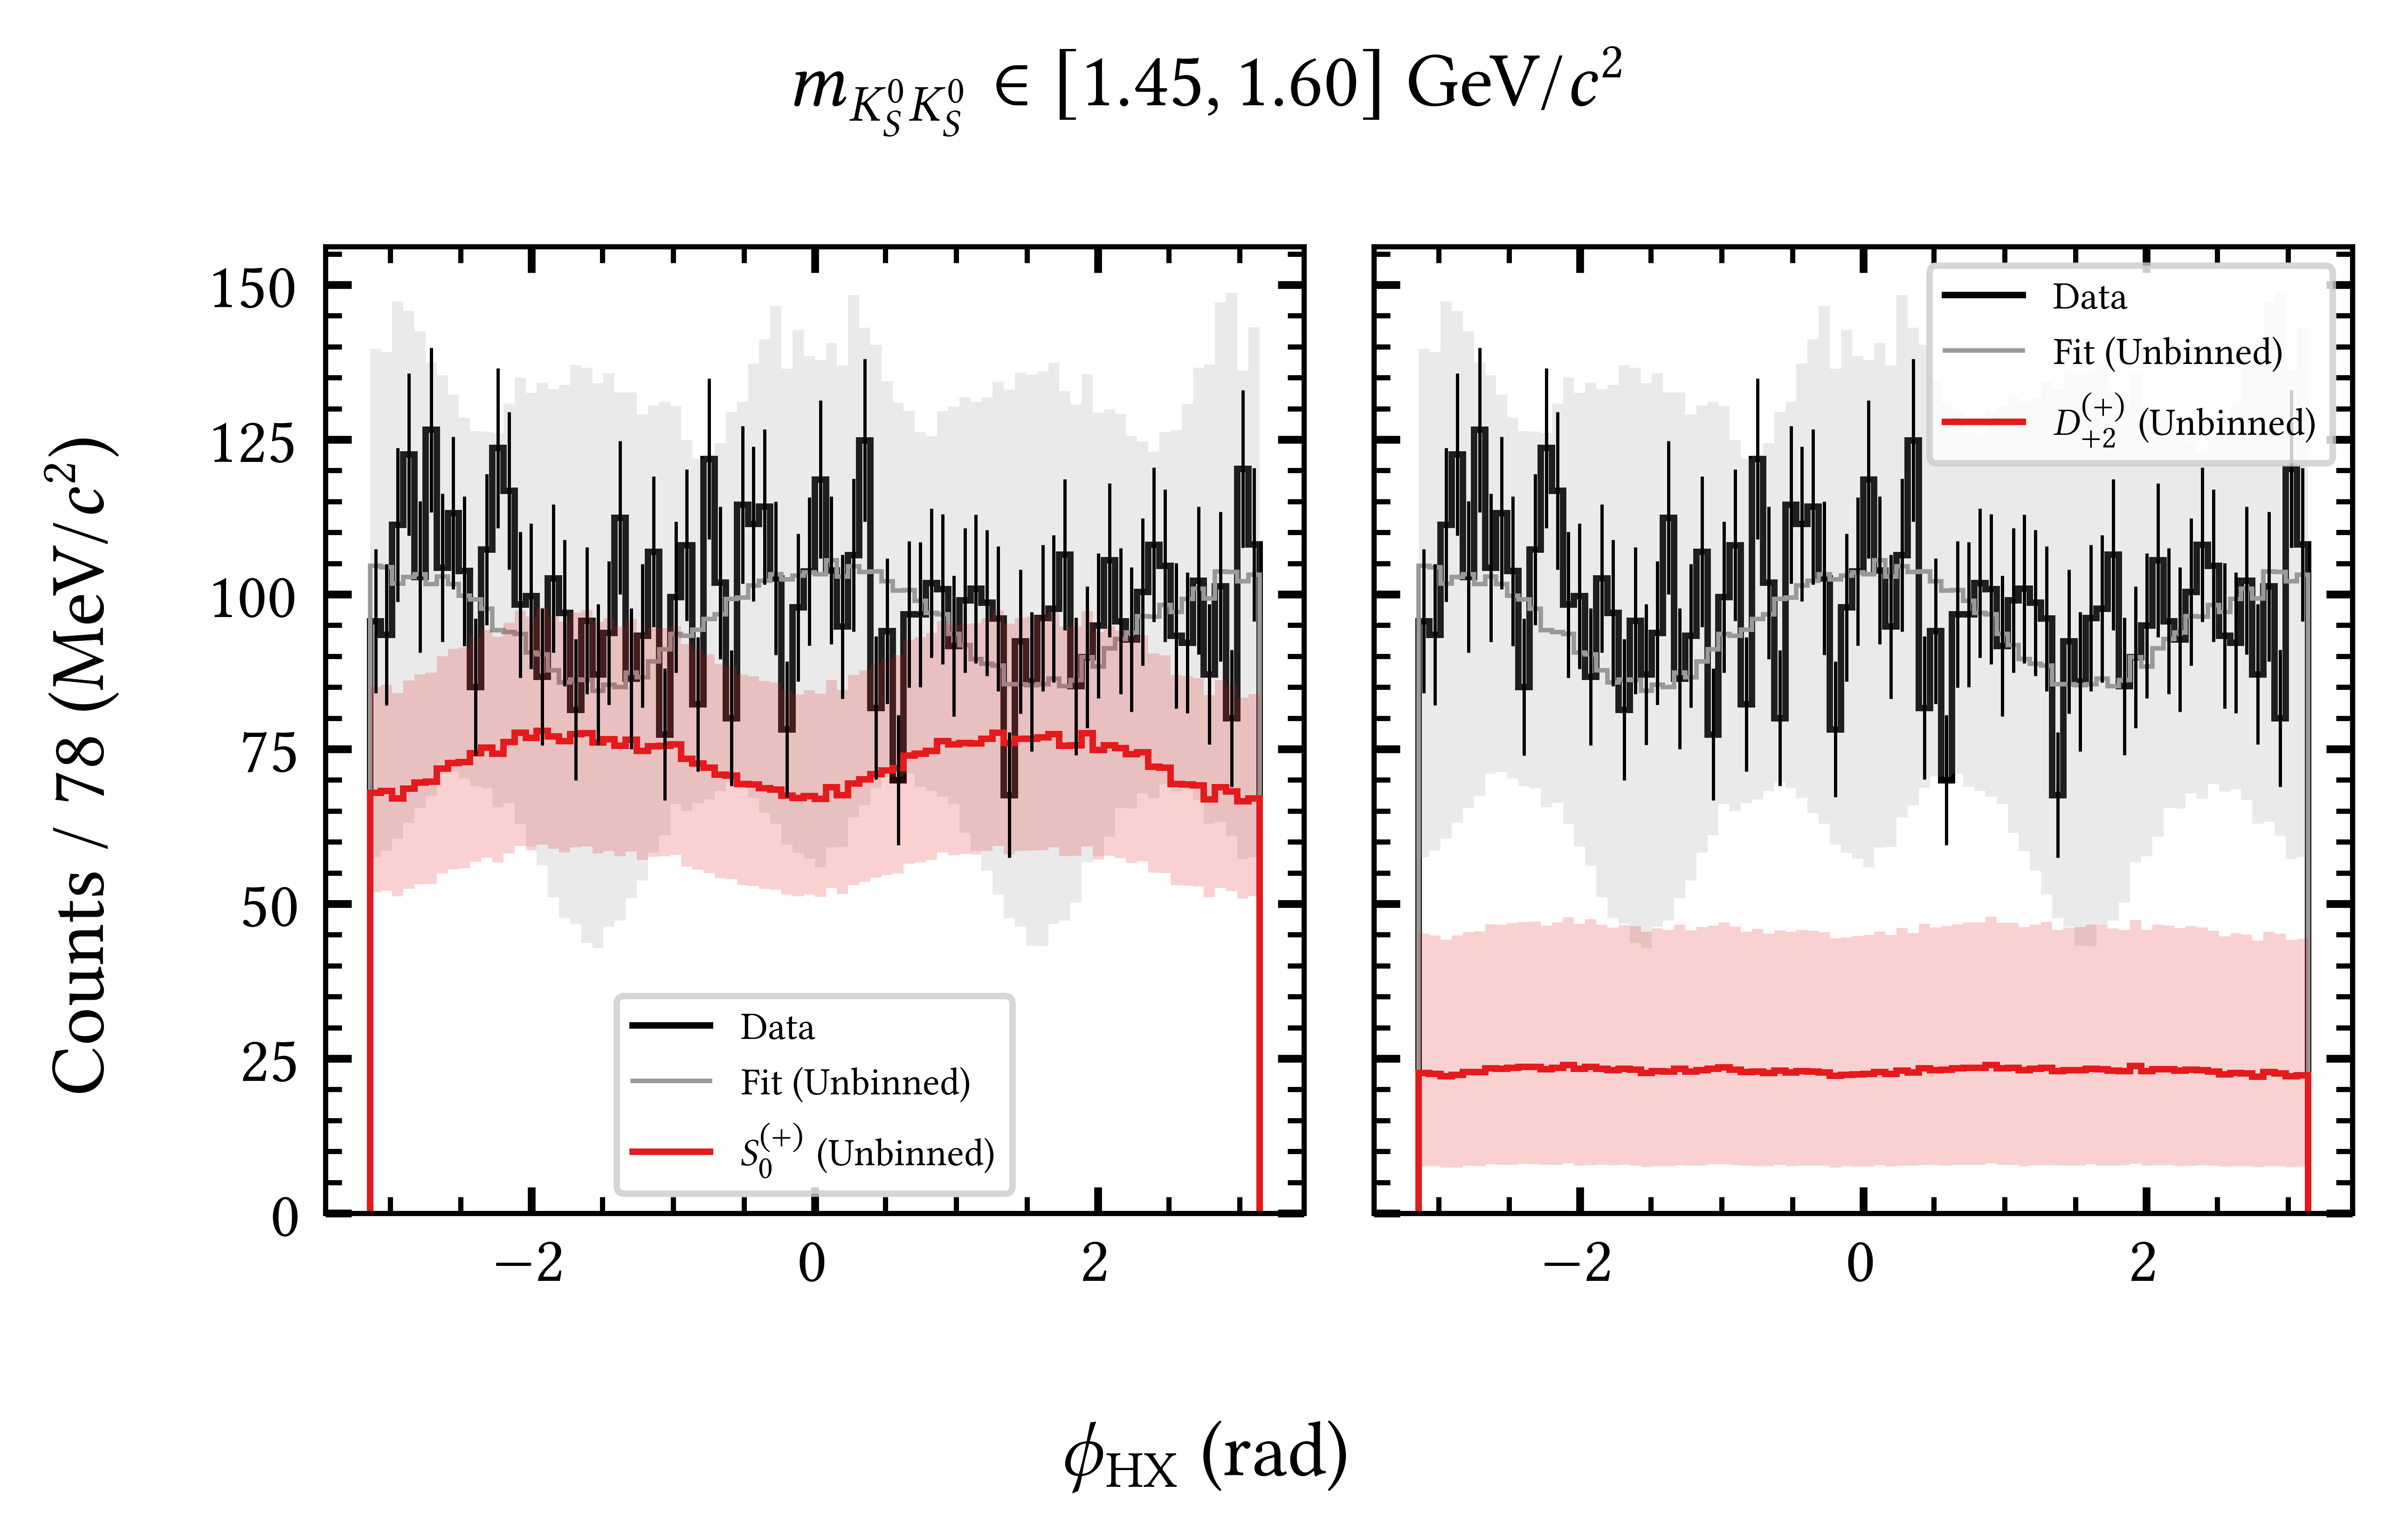 m_{K_S^0 K_S^0} ∈ [1.45, 1.60] GeV/c²
Counts / 78 (MeV/c²)
150
125
100
75
50
25
0
Data
Fit (Unbinned)
S_0^{(+)} (Unbinned)
Data
Fit (Unbinned)
D_{+2}^{(+)} (Unbinned)
−2 0 2
−2 0 2
ϕ_HX (rad)